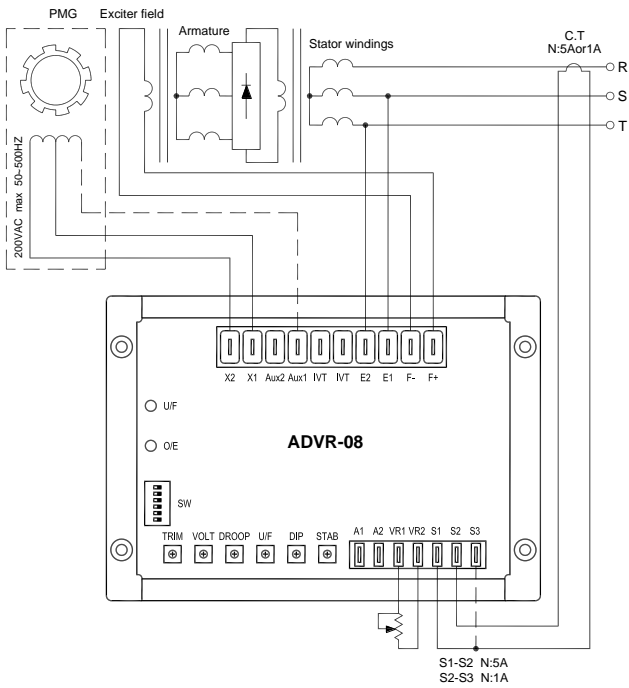 PMG
Exciter field
Armature
Stator windings
C.T
N:5Aor1A
R
S
T
200VAC max 50~500HZ
X2 X1 Aux2 Aux1 IVT IVT E2 E1 F- F+
U/F
O/E
ADVR-08
SW
TRIM VOLT DROOP U/F DIP STAB
A1 A2 VR1 VR2 S1 S2 S3
S1-S2 N:5A
S2-S3 N:1A